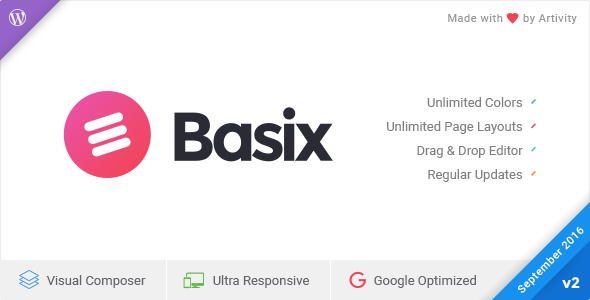 Made with ❤ by Artivity
Basix
Unlimited Colors
Unlimited Page Layouts
Drag & Drop Editor
Regular Updates
Visual Composer
Ultra Responsive
Google Optimized
September 2016
v2